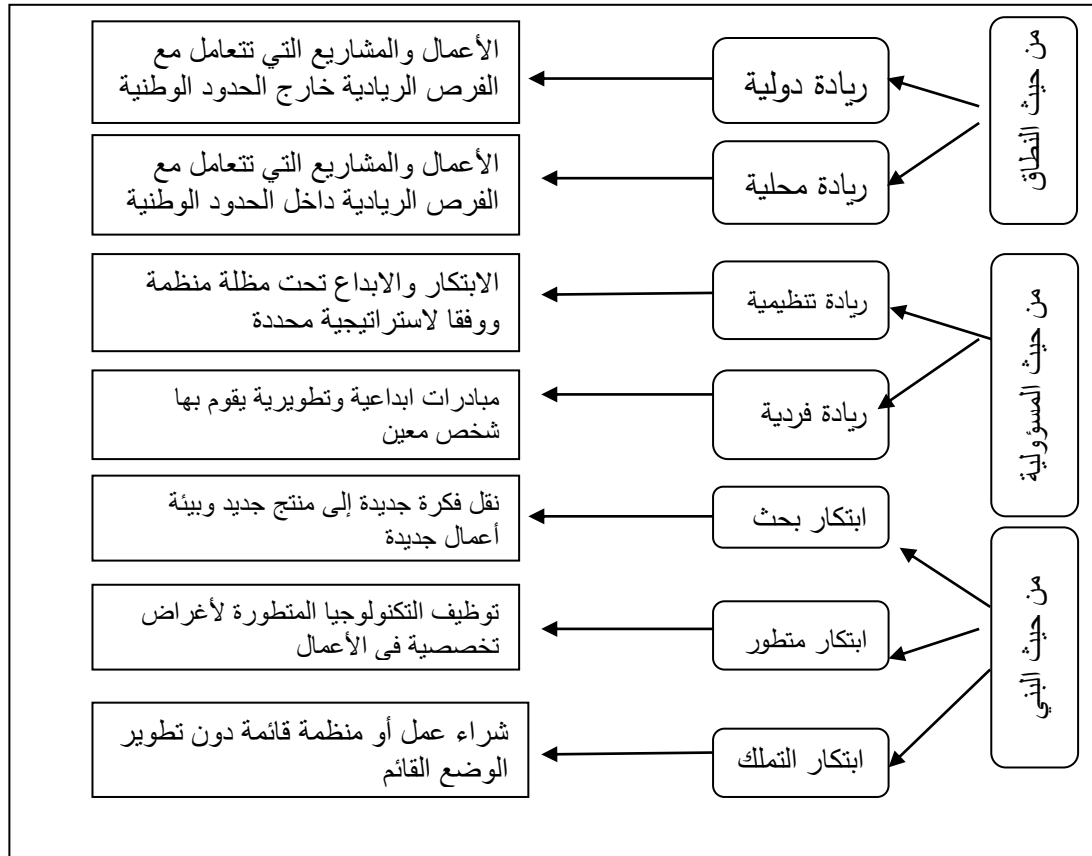 من حيث النطاق
ريادة دولية
الأعمال والمشاريع التي تتعامل مع
الفرص الريادية خارج الحدود الوطنية
ريادة محلية
الأعمال والمشاريع التي تتعامل مع
الفرص الريادية داخل الحدود الوطنية
من حيث المسؤولية
ريادة تنظيمية
الابتكار والابداع تحت مظلة منظمة
ووفقا لاستراتيجية محددة
ريادة فردية
مبادرات ابداعية وتطويرية يقوم بها
شخص معين
من حيث البني
ابتكار بحث
نقل فكرة جديدة إلى منتج جديد وبيئة
أعمال جديدة
ابتكار متطور
توظيف التكنولوجيا المتطورة لأغراض
تخصصية في الأعمال
ابتكار التملك
شراء عمل أو منظمة قائمة دون تطوير
الوضع القائم